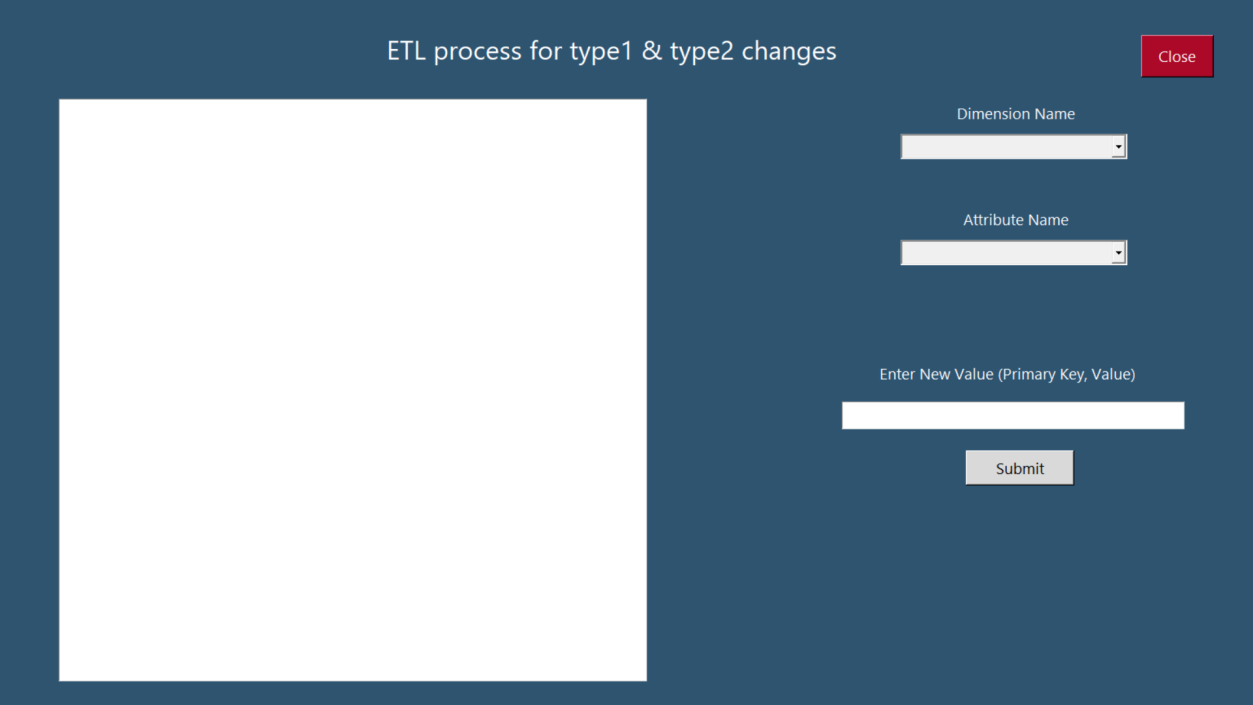 ETL process for type1 & type2 changes
Close
Dimension Name
Attribute Name
Enter New Value (Primary Key, Value)
Submit